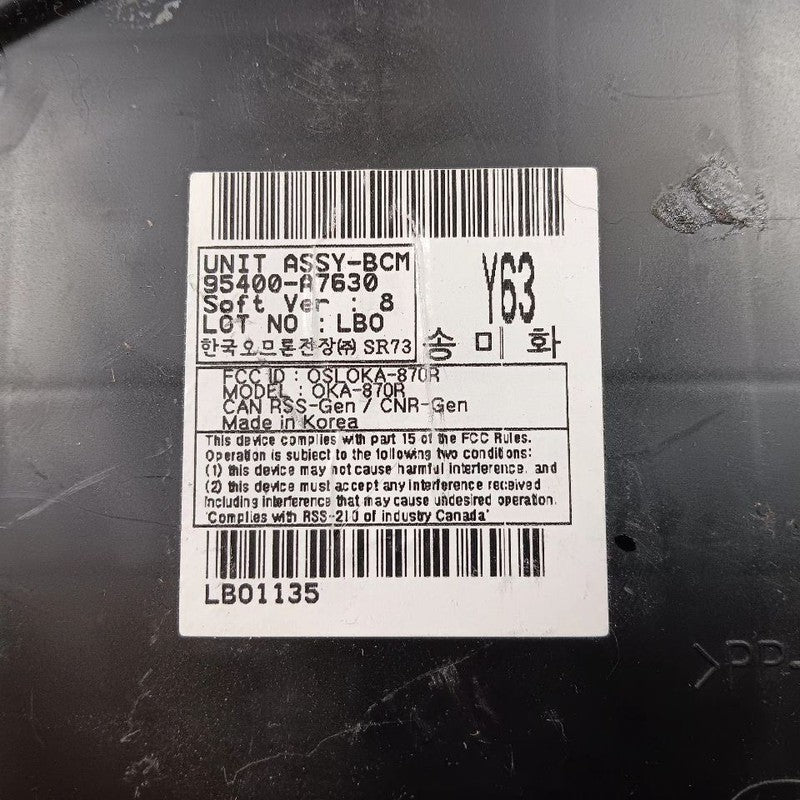 UNIT ASSY-BCM
95400-A7630
Soft Ver : 8
LOT NO : LBO
한국오므론전장㈜ SR73
Y63
송 미 화
FCC ID : OSLOKA-870R
MODEL : OKA-870R
CAN RSS-Gen / CNR-Gen
Made in Korea
This device complies with part 15 of the FCC Rules.
Operation is subject to the following two conditions:
(1) this device may not cause harmful interference. and
(2) this device must accept any interference received
including interference that may cause undesired operation.
'Complies with RSS-210 of industry Canada'
LBO1135
>PP